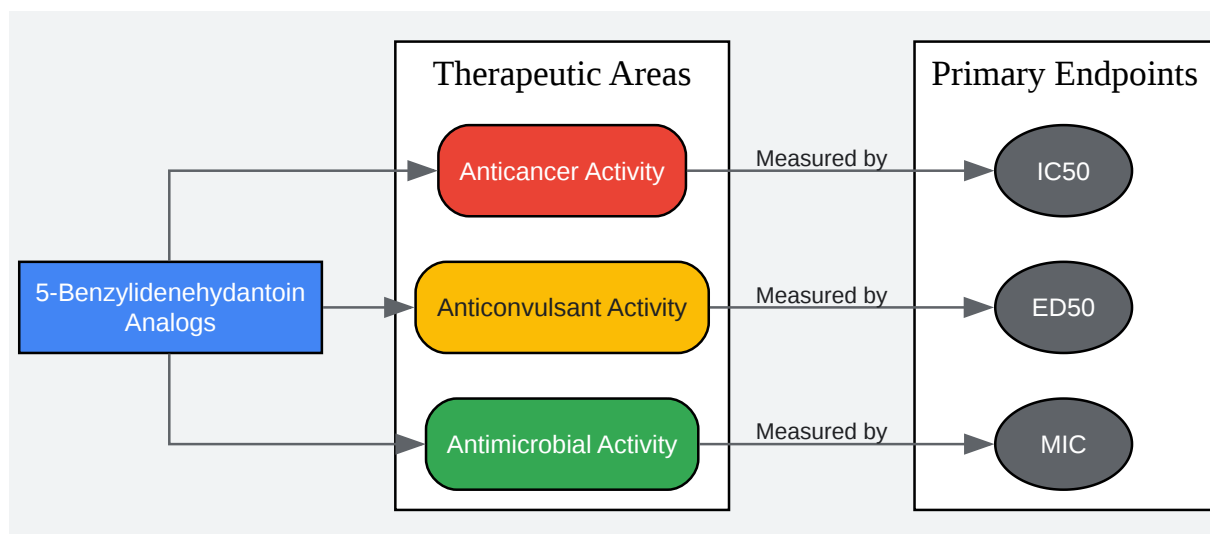 Therapeutic Areas
Primary Endpoints
Anticancer Activity
Measured by
IC50
5-Benzylidenehydantoin
Analogs
Anticonvulsant Activity
Measured by
ED50
Antimicrobial Activity
Measured by
MIC